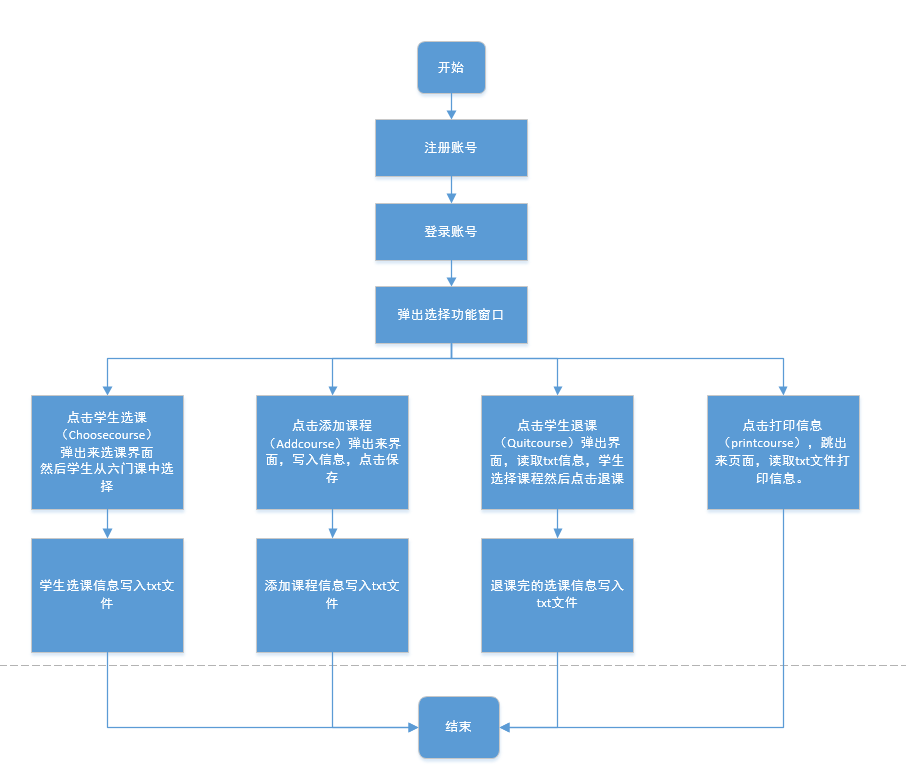 开始
注册账号
登录账号
弹出选择功能窗口
点击学生选课
（Choosecourse）
弹出来选课界面
然后学生从六门课中选
择
点击添加课程
（Addcourse）弹出来界
面，写入信息，点击保
存
点击学生退课
（Quitcourse）弹出界
面，读取txt信息，学生
选择课程然后点击退课
点击打印信息
（printcourse），跳出
来页面，读取txt文件打
印信息。
学生选课信息写入txt文
件
添加课程信息写入txt文
件
退课完的选课信息写入
txt文件
结束